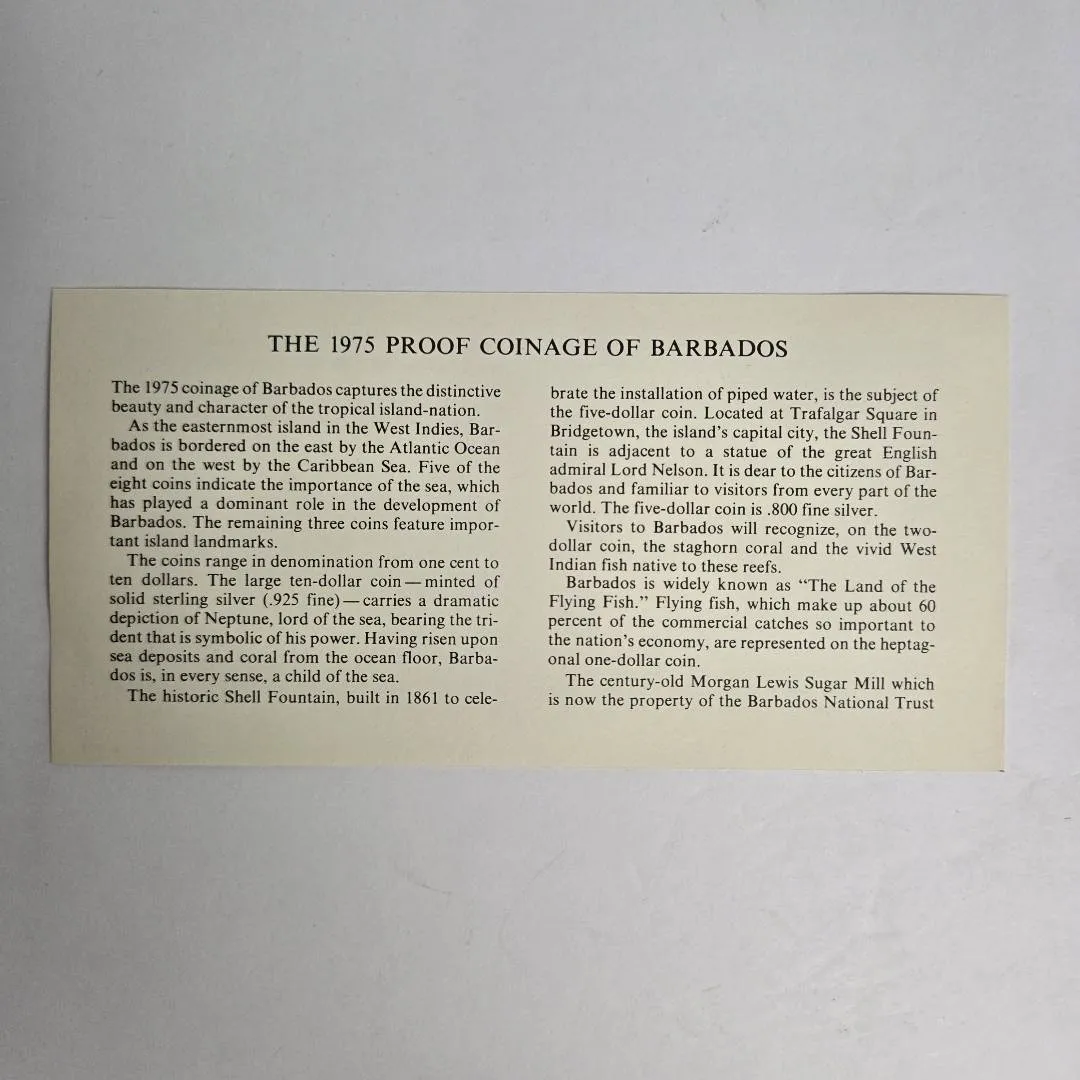 THE 1975 PROOF COINAGE OF BARBADOS
The 1975 coinage of Barbados captures the distinctive
beauty and character of the tropical island-nation.
As the easternmost island in the West Indies, Bar-
bados is bordered on the east by the Atlantic Ocean
and on the west by the Caribbean Sea. Five of the
eight coins indicate the importance of the sea, which
has played a dominant role in the development of
Barbados. The remaining three coins feature impor-
tant island landmarks.
The coins range in denomination from one cent to
ten dollars. The large ten-dollar coin — minted of
solid sterling silver (.925 fine) — carries a dramatic
depiction of Neptune, lord of the sea, bearing the tri-
dent that is symbolic of his power. Having risen upon
sea deposits and coral from the ocean floor, Barba-
dos is, in every sense, a child of the sea.
The historic Shell Fountain, built in 1861 to cele-
brate the installation of piped water, is the subject of
the five-dollar coin. Located at Trafalgar Square in
Bridgetown, the island's capital city, the Shell Foun-
tain is adjacent to a statue of the great English
admiral Lord Nelson. It is dear to the citizens of Bar-
bados and familiar to visitors from every part of the
world. The five-dollar coin is .800 fine silver.
Visitors to Barbados will recognize, on the two-
dollar coin, the staghorn coral and the vivid West
Indian fish native to these reefs.
Barbados is widely known as “The Land of the
Flying Fish.” Flying fish, which make up about 60
percent of the commercial catches so important to
the nation's economy, are represented on the heptag-
onal one-dollar coin.
The century-old Morgan Lewis Sugar Mill which
is now the property of the Barbados National Trust